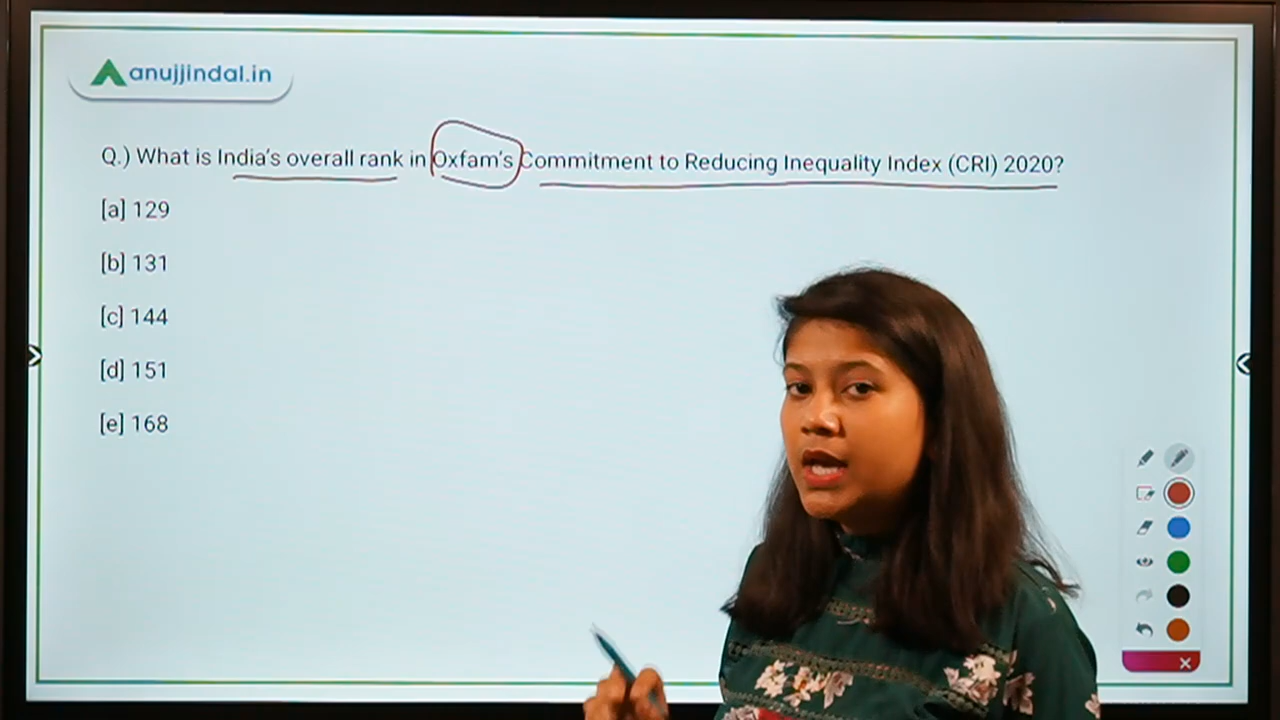 anujjindal.in
Q.) What is India's overall rank in Oxfam's Commitment to Reducing Inequality Index (CRI) 2020?
[a] 129
[b] 131
[c] 144
[d] 151
[e] 168